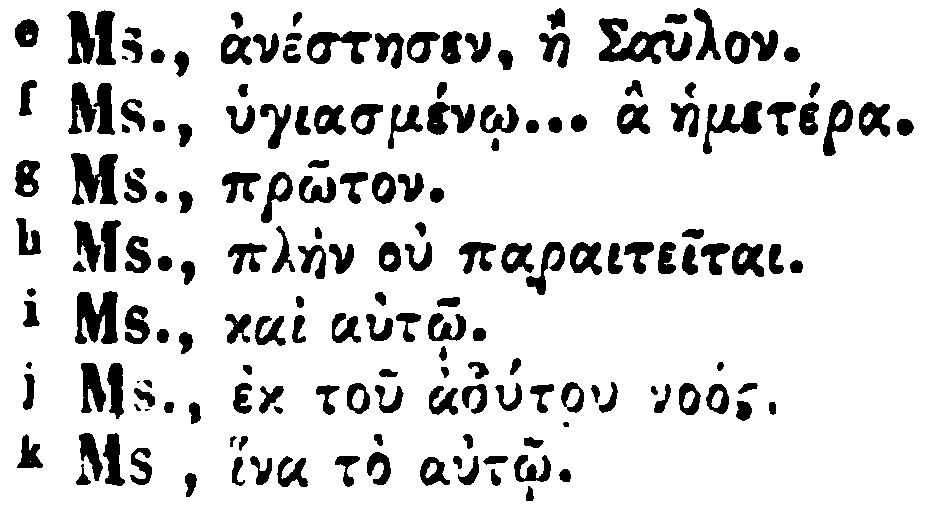 e Ms., ἀνέστησεν, ἢ Σαῦλον.
f Ms., ὑγιασμένῳ... ἃ ἡμετέρα.
g Ms., πρῶτον.
h Ms., πλὴν οὐ παραιτεῖται.
i Ms., καὶ αὐτῷ.
j Ms., ἐκ τοῦ ἀδύτου νοός.
k Ms , ἵνα τὸ αὐτῷ.